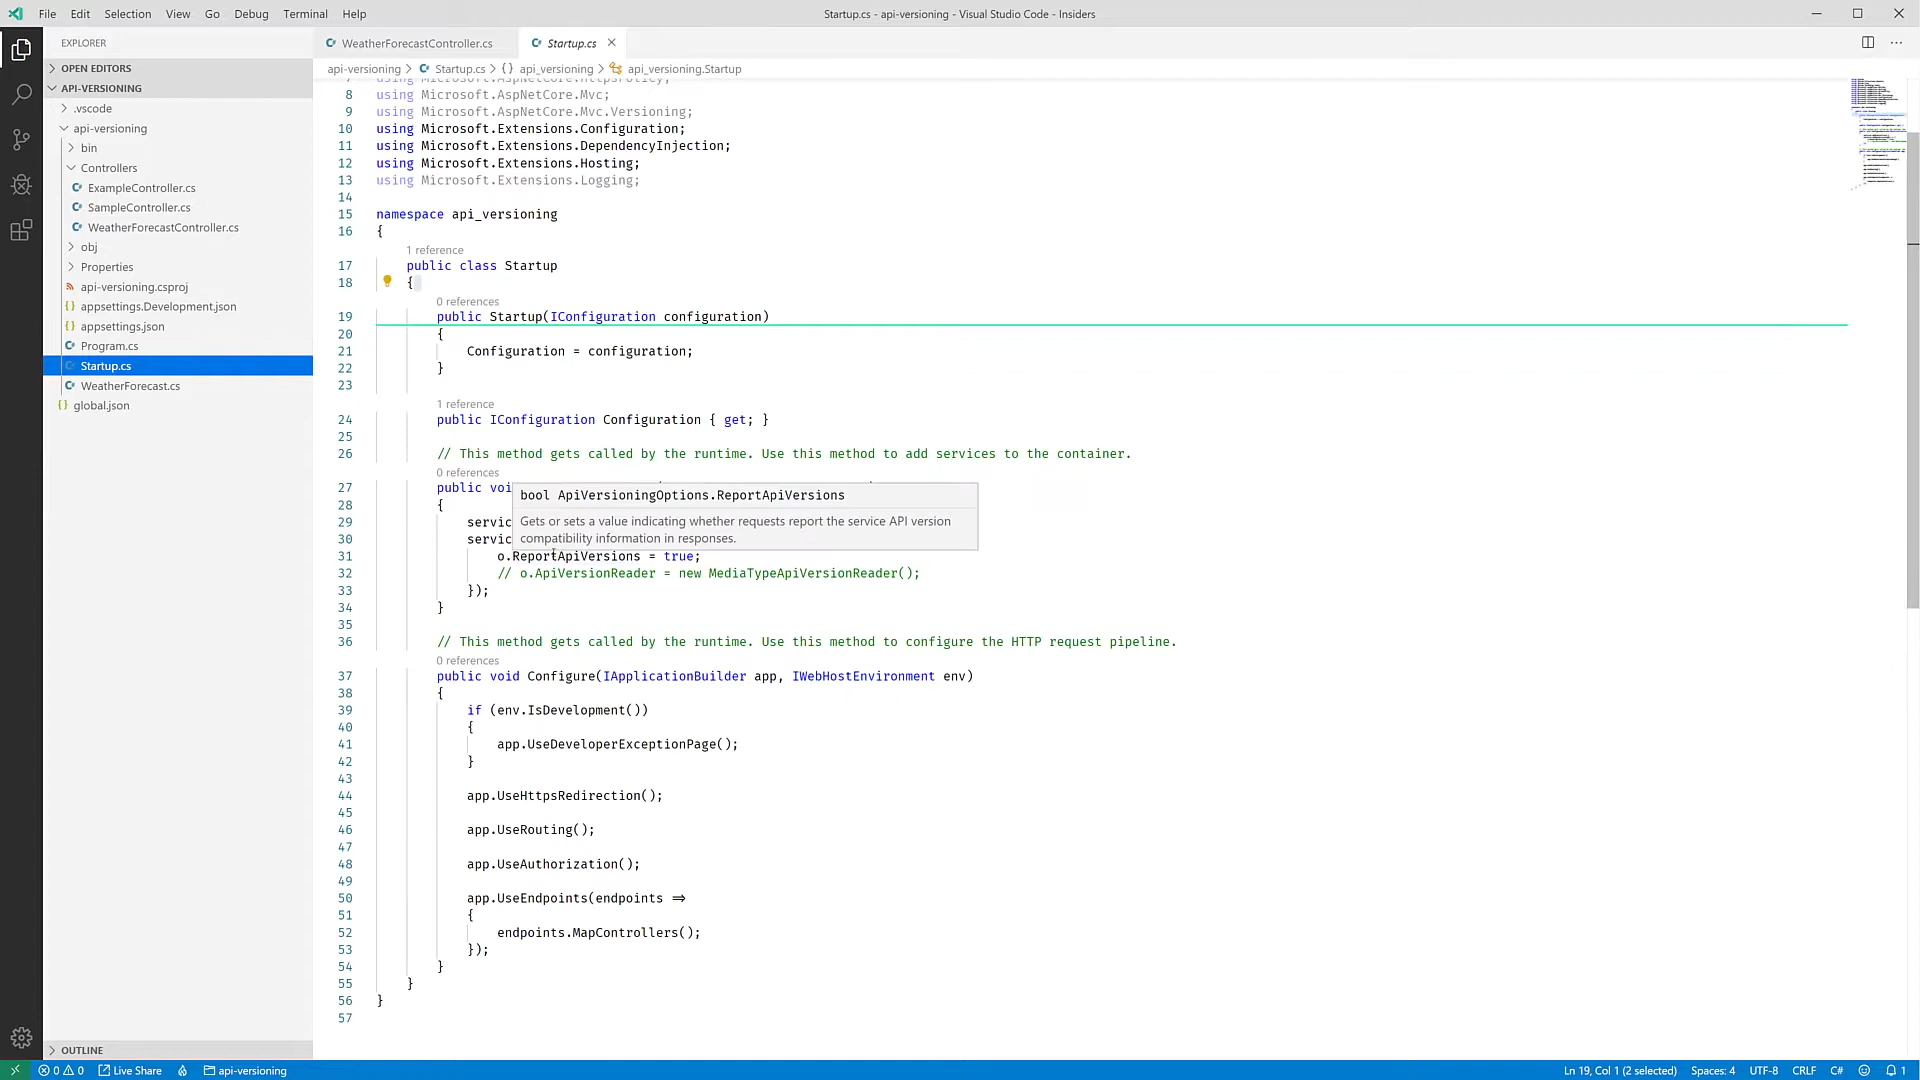 File Edit Selection View Go Debug Terminal Help
Startup.cs - api-versioning - Visual Studio Code - Insiders
EXPLORER
OPEN EDITORS
API-VERSIONING
.vscode
api-versioning
bin
Controllers
ExampleController.cs
SampleController.cs
WeatherForecastController.cs
obj
Properties
api-versioning.csproj
appsettings.Development.json
appsettings.json
Program.cs
Startup.cs
WeatherForecast.cs
global.json
OUTLINE
WeatherForecastController.cs Startup.cs
api-versioning > Startup.cs > {} api_versioning > api_versioning.Startup
7 using Microsoft.AspNetCore.HttpsPolicy;
8 using Microsoft.AspNetCore.Mvc;
9 using Microsoft.AspNetCore.Mvc.Versioning;
10 using Microsoft.Extensions.Configuration;
11 using Microsoft.Extensions.DependencyInjection;
12 using Microsoft.Extensions.Hosting;
13 using Microsoft.Extensions.Logging;
14
15 namespace api_versioning
16 {
1 reference
17 public class Startup
18 {
0 references
19 public Startup(IConfiguration configuration)
20 {
21 Configuration = configuration;
22 }
23
1 reference
24 public IConfiguration Configuration { get; }
25
26 // This method gets called by the runtime. Use this method to add services to the container.
0 references
27 public voi
bool ApiVersioningOptions.ReportApiVersions
Gets or sets a value indicating whether requests report the service API version
compatibility information in responses.
28 {
29 servic
30 servic
31 o.ReportApiVersions = true;
32 // o.ApiVersionReader = new MediaTypeApiVersionReader();
33 });
34 }
35
36 // This method gets called by the runtime. Use this method to configure the HTTP request pipeline.
0 references
37 public void Configure(IApplicationBuilder app, IWebHostEnvironment env)
38 {
39 if (env.IsDevelopment())
40 {
41 app.UseDeveloperExceptionPage();
42 }
43
44 app.UseHttpsRedirection();
45
46 app.UseRouting();
47
48 app.UseAuthorization();
49
50 app.UseEndpoints(endpoints =>
51 {
52 endpoints.MapControllers();
53 });
54 }
55 }
56 }
57
0 0 Live Share api-versioning
Ln 19, Col 1 (2 selected) Spaces: 4 UTF-8 CRLF C# 1